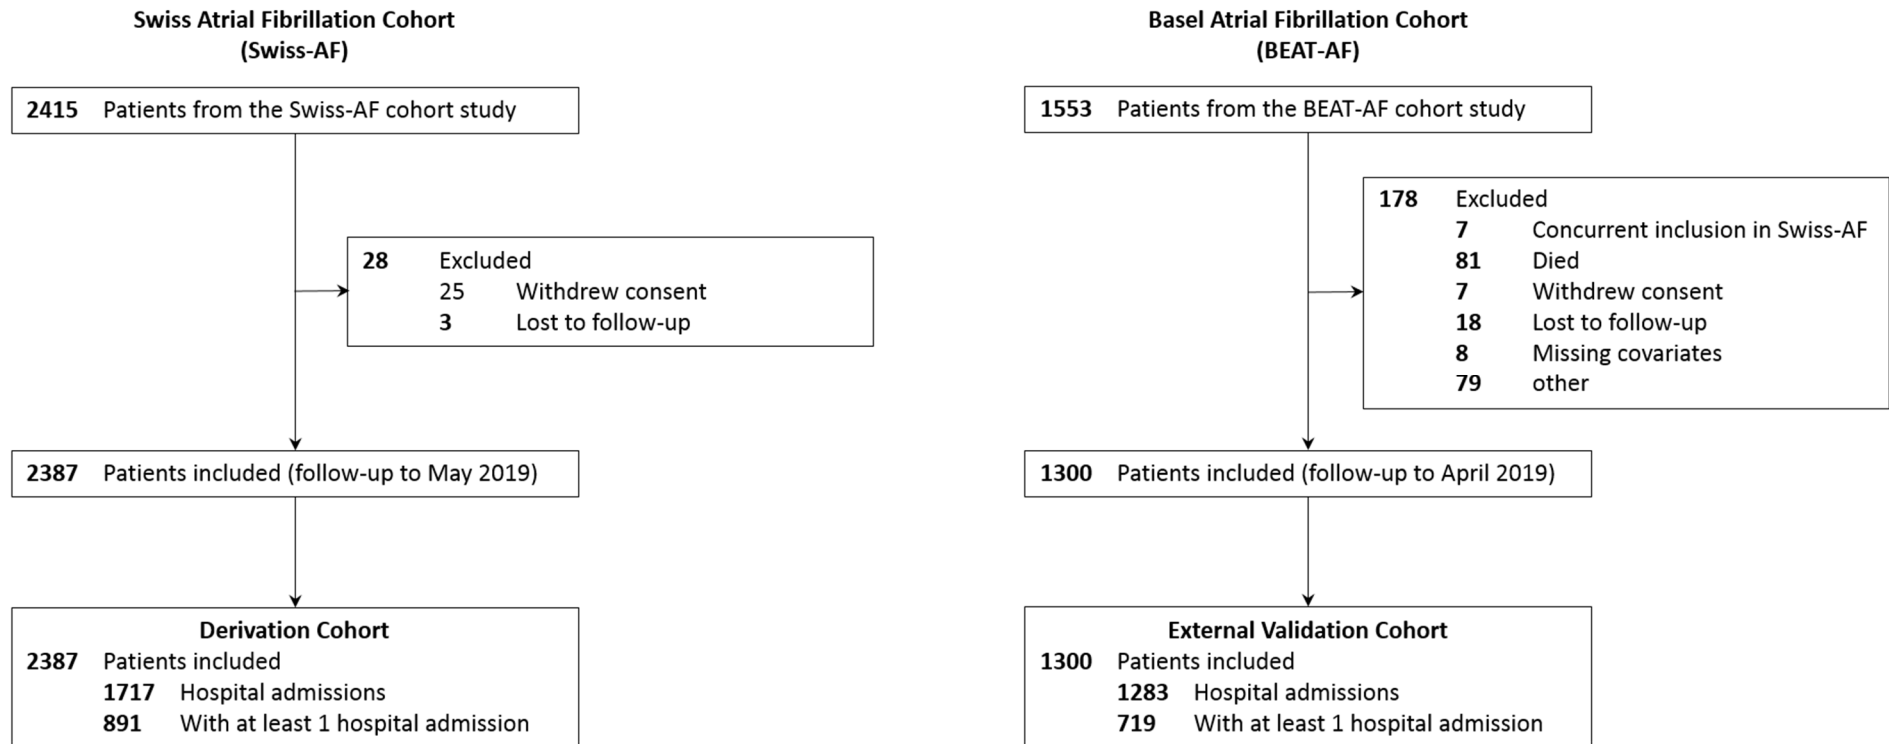 Swiss Atrial Fibrillation Cohort
(Swiss-AF)
2415 Patients from the Swiss-AF cohort study
28 Excluded
25 Withdrew consent
3 Lost to follow-up
2387 Patients included (follow-up to May 2019)
Derivation Cohort
2387 Patients included
1717 Hospital admissions
891 With at least 1 hospital admission
Basel Atrial Fibrillation Cohort
(BEAT-AF)
1553 Patients from the BEAT-AF cohort study
178 Excluded
7 Concurrent inclusion in Swiss-AF
81 Died
7 Withdrew consent
18 Lost to follow-up
8 Missing covariates
79 other
1300 Patients included (follow-up to April 2019)
External Validation Cohort
1300 Patients included
1283 Hospital admissions
719 With at least 1 hospital admission